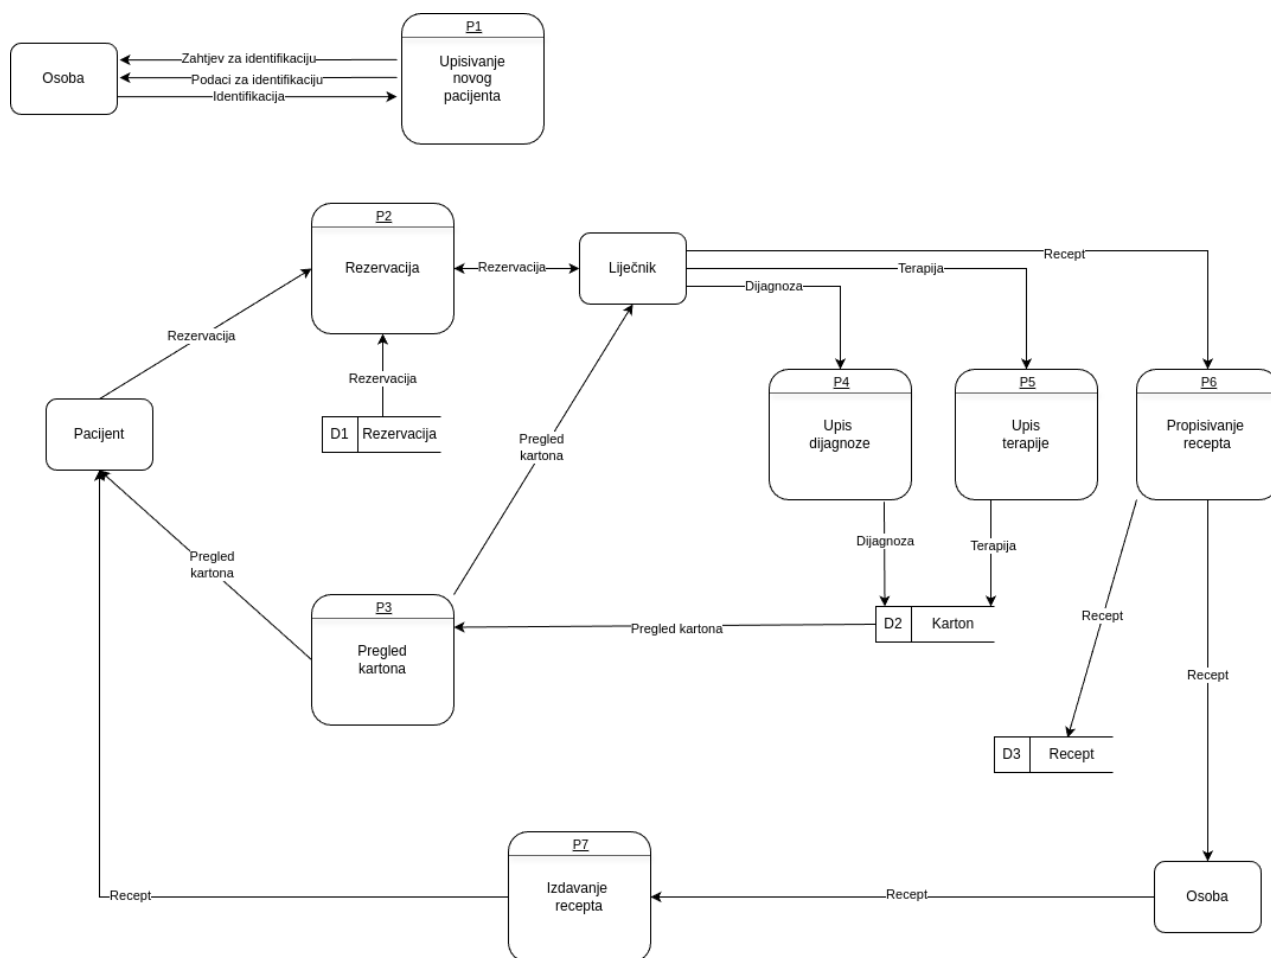 P1
Zahtjev za identifikaciju
Osoba
Podaci za identifikaciju
Identifikacija
Upisivanje
novog
pacijenta
P2
Rezervacija
Rezervacija
Liječnik
Recept
Terapija
Dijagnoza
Rezervacija
Rezervacija
D1
Rezervacija
Pacijent
P4
Upis
dijagnoze
P5
Upis
terapije
P6
Propisivanje
recepta
Pregled
kartona
Pregled
kartona
Dijagnoza
Terapija
P3
Pregled
kartona
Pregled kartona
D2
Karton
Recept
Recept
D3
Recept
P7
Izdavanje
recepta
Recept
Recept
Osoba